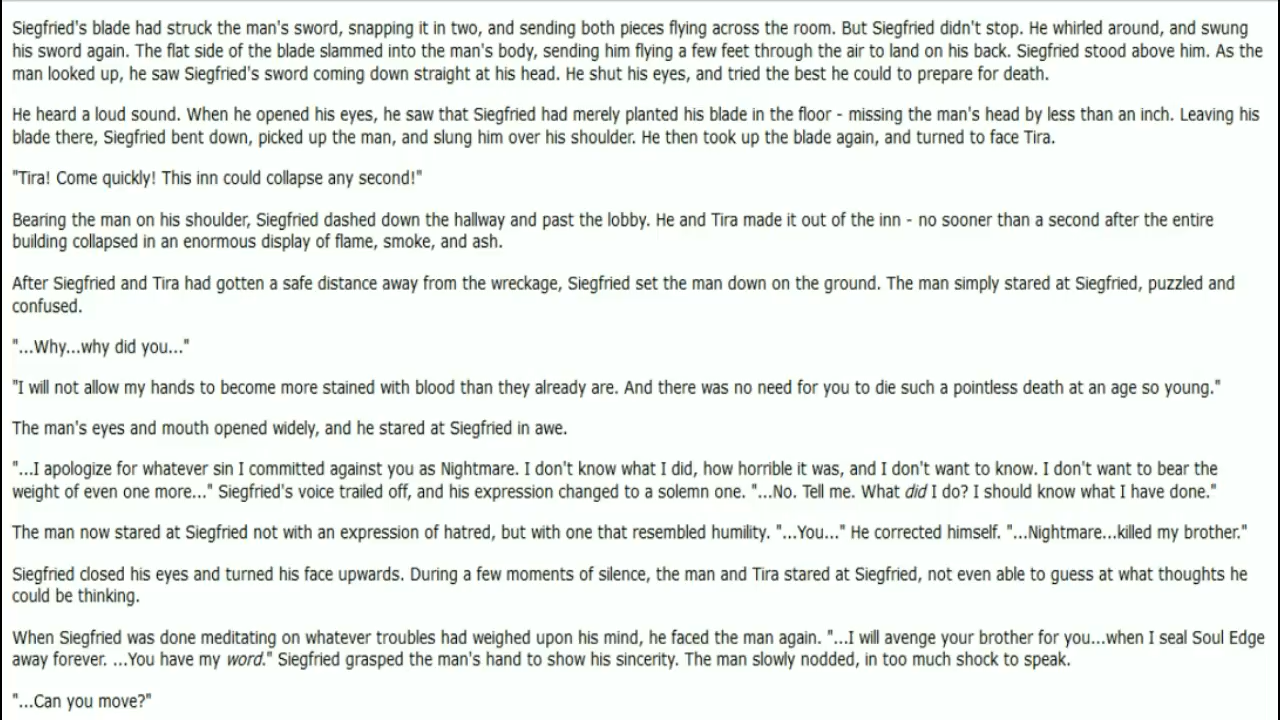 Siegfried's blade had struck the man's sword, snapping it in two, and sending both pieces flying across the room. But Siegfried didn't stop. He whirled around, and swung
his sword again. The flat side of the blade slammed into the man's body, sending him flying a few feet through the air to land on his back. Siegfried stood above him. As the
man looked up, he saw Siegfried's sword coming down straight at his head. He shut his eyes, and tried the best he could to prepare for death.
He heard a loud sound. When he opened his eyes, he saw that Siegfried had merely planted his blade in the floor - missing the man's head by less than an inch. Leaving his
blade there, Siegfried bent down, picked up the man, and slung him over his shoulder. He then took up the blade again, and turned to face Tira.
"Tira! Come quickly! This inn could collapse any second!"
Bearing the man on his shoulder, Siegfried dashed down the hallway and past the lobby. He and Tira made it out of the inn - no sooner than a second after the entire
building collapsed in an enormous display of flame, smoke, and ash.
After Siegfried and Tira had gotten a safe distance away from the wreckage, Siegfried set the man down on the ground. The man simply stared at Siegfried, puzzled and
confused.
"...Why...why did you..."
"I will not allow my hands to become more stained with blood than they already are. And there was no need for you to die such a pointless death at an age so young."
The man's eyes and mouth opened widely, and he stared at Siegfried in awe.
"...I apologize for whatever sin I committed against you as Nightmare. I don't know what I did, how horrible it was, and I don't want to know. I don't want to bear the
weight of even one more..." Siegfried's voice trailed off, and his expression changed to a solemn one. "...No. Tell me. What did I do? I should know what I have done."
The man now stared at Siegfried not with an expression of hatred, but with one that resembled humility. "...You..." He corrected himself. "...Nightmare...killed my brother."
Siegfried closed his eyes and turned his face upwards. During a few moments of silence, the man and Tira stared at Siegfried, not even able to guess at what thoughts he
could be thinking.
When Siegfried was done meditating on whatever troubles had weighed upon his mind, he faced the man again. "...I will avenge your brother for you...when I seal Soul Edge
away forever. ...You have my word." Siegfried grasped the man's hand to show his sincerity. The man slowly nodded, in too much shock to speak.
"...Can you move?"